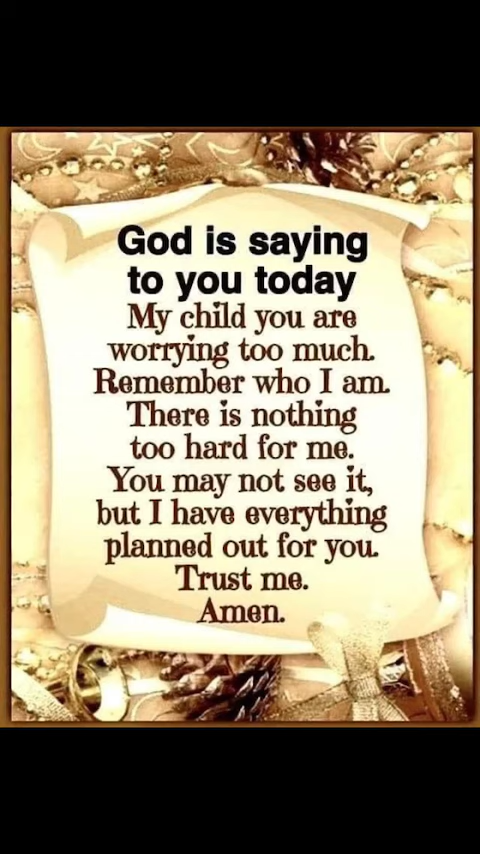 God is saying
to you today
My child you are
worrying too much.
Remember who I am.
There is nothing
too hard for me.
You may not see it,
but I have everything
planned out for you.
Trust me.
Amen.